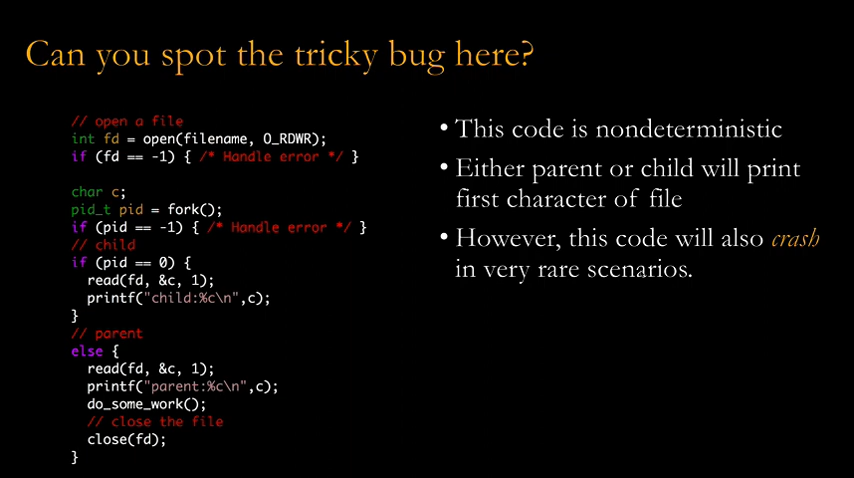 Can you spot the tricky bug here?
// open a file
int fd = open(filename, O_RDWR);
if (fd == -1) { /* Handle error */ }
char c;
pid_t pid = fork();
if (pid == -1) { /* Handle error */ }
// child
if (pid == 0) {
read(fd, &c, 1);
printf("child:%c\n",c);
}
// parent
else {
read(fd, &c, 1);
printf("parent:%c\n",c);
do_some_work();
// close the file
close(fd);
}
• This code is nondeterministic
• Either parent or child will print
first character of file
• However, this code will also crash
in very rare scenarios.